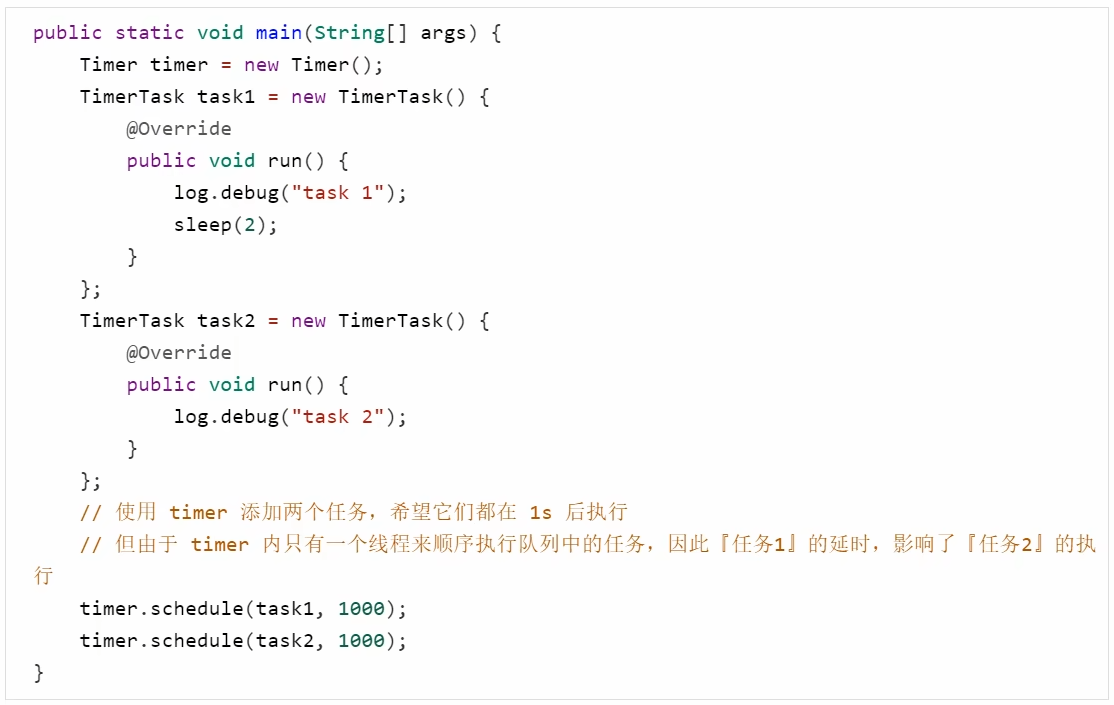 public static void main(String[] args) {
    Timer timer = new Timer();
    TimerTask task1 = new TimerTask() {
        @Override
        public void run() {
            log.debug("task 1");
            sleep(2);
        }
    };
    TimerTask task2 = new TimerTask() {
        @Override
        public void run() {
            log.debug("task 2");
        }
    };
    // 使用 timer 添加两个任务，希望它们都在 1s 后执行
    // 但由于 timer 内只有一个线程来顺序执行队列中的任务，因此『任务1』的延时，影响了『任务2』的执
行
    timer.schedule(task1, 1000);
    timer.schedule(task2, 1000);
}